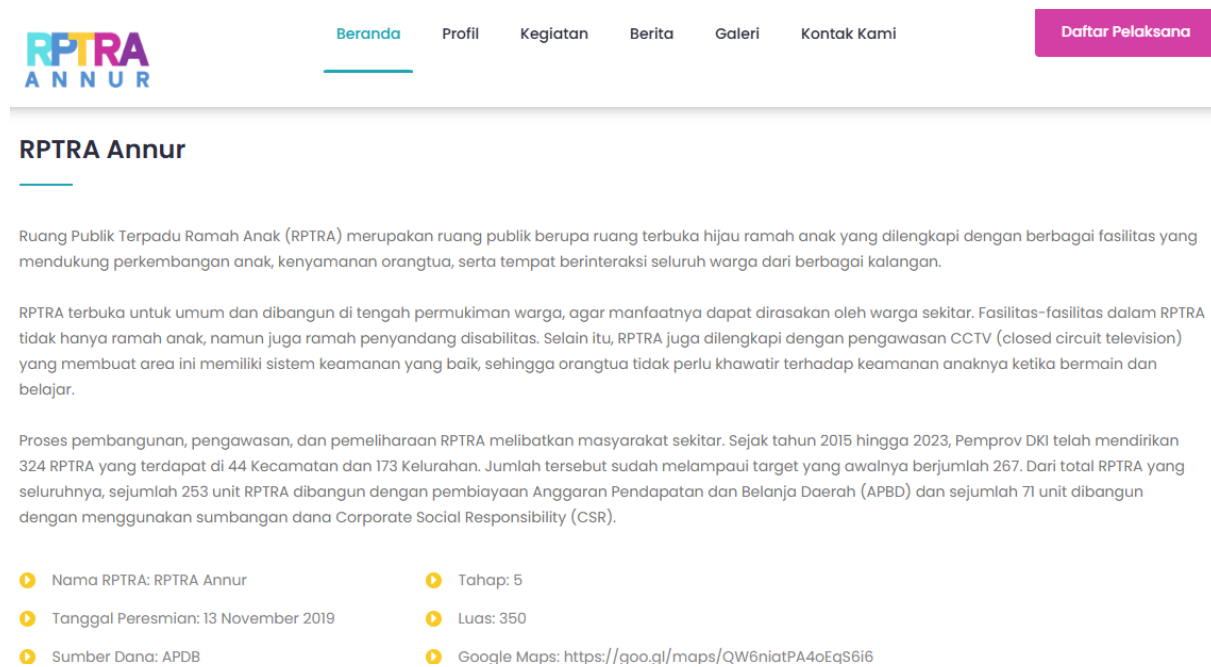 RPTRA
ANNUR
Beranda Profil Kegiatan Berita Galeri Kontak Kami Daftar Pelaksana
RPTRA Annur
Ruang Publik Terpadu Ramah Anak (RPTRA) merupakan ruang publik berupa ruang terbuka hijau ramah anak yang dilengkapi dengan berbagai fasilitas yang
mendukung perkembangan anak, kenyamanan orangtua, serta tempat berinteraksi seluruh warga dari berbagai kalangan.
RPTRA terbuka untuk umum dan dibangun di tengah permukiman warga, agar manfaatnya dapat dirasakan oleh warga sekitar. Fasilitas-fasilitas dalam RPTRA
tidak hanya ramah anak, namun juga ramah penyandang disabilitas. Selain itu, RPTRA juga dilengkapi dengan pengawasan CCTV (closed circuit television)
yang membuat area ini memiliki sistem keamanan yang baik, sehingga orangtua tidak perlu khawatir terhadap keamanan anaknya ketika bermain dan
belajar.
Proses pembangunan, pengawasan, dan pemeliharaan RPTRA melibatkan masyarakat sekitar. Sejak tahun 2015 hingga 2023, Pemprov DKI telah mendirikan
324 RPTRA yang terdapat di 44 Kecamatan dan 173 Kelurahan. Jumlah tersebut sudah melampaui target yang awalnya berjumlah 267. Dari total RPTRA yang
seluruhnya, sejumlah 253 unit RPTRA dibangun dengan pembiayaan Anggaran Pendapatan dan Belanja Daerah (APBD) dan sejumlah 71 unit dibangun
dengan menggunakan sumbangan dana Corporate Social Responsibility (CSR).
Nama RPTRA: RPTRA Annur
Tanggal Peresmian: 13 November 2019
Sumber Dana: APDB
Tahap: 5
Luas: 350
Google Maps: https://goo.gl/maps/QW6niatPA4oEqS6i6